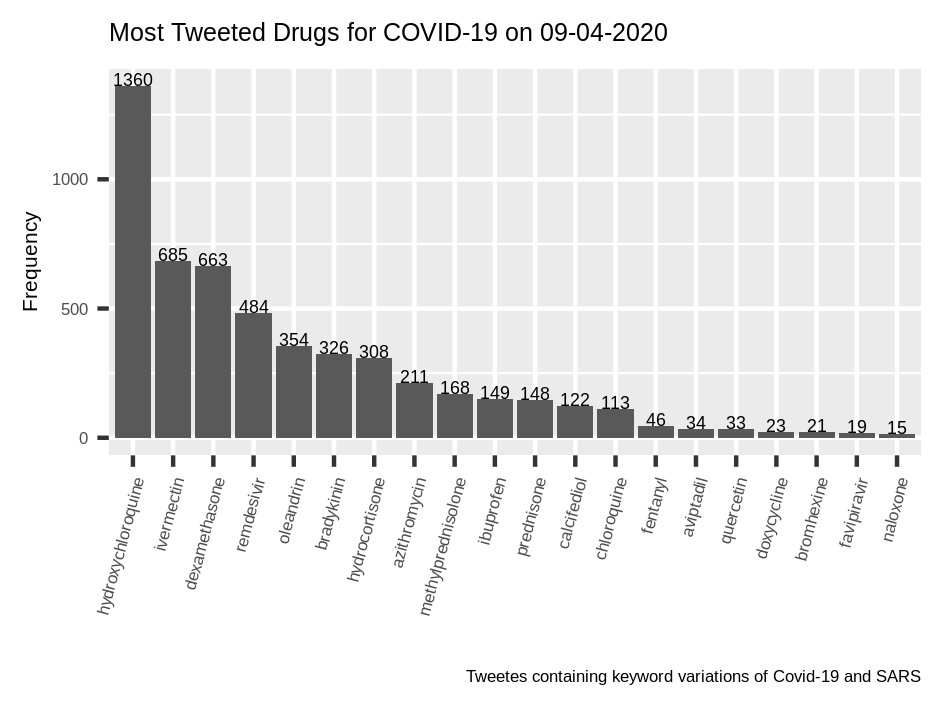 Most Tweeted Drugs for COVID-19 on 09-04-2020
Frequency
1000
500
0
1360
685
663
484
354
326
308
211
168
149
148
122
113
46
34
33
23
21
19
15
hydroxychloroquine
ivermectin
dexamethasone
remdesivir
oleandrin
bradykinin
hydrocortisone
azithromycin
methylprednisolone
ibuprofen
prednisone
calcifediol
chloroquine
fentanyl
aviptadil
quercetin
doxycycline
bromhexine
favipiravir
naloxone
Tweetes containing keyword variations of Covid-19 and SARS